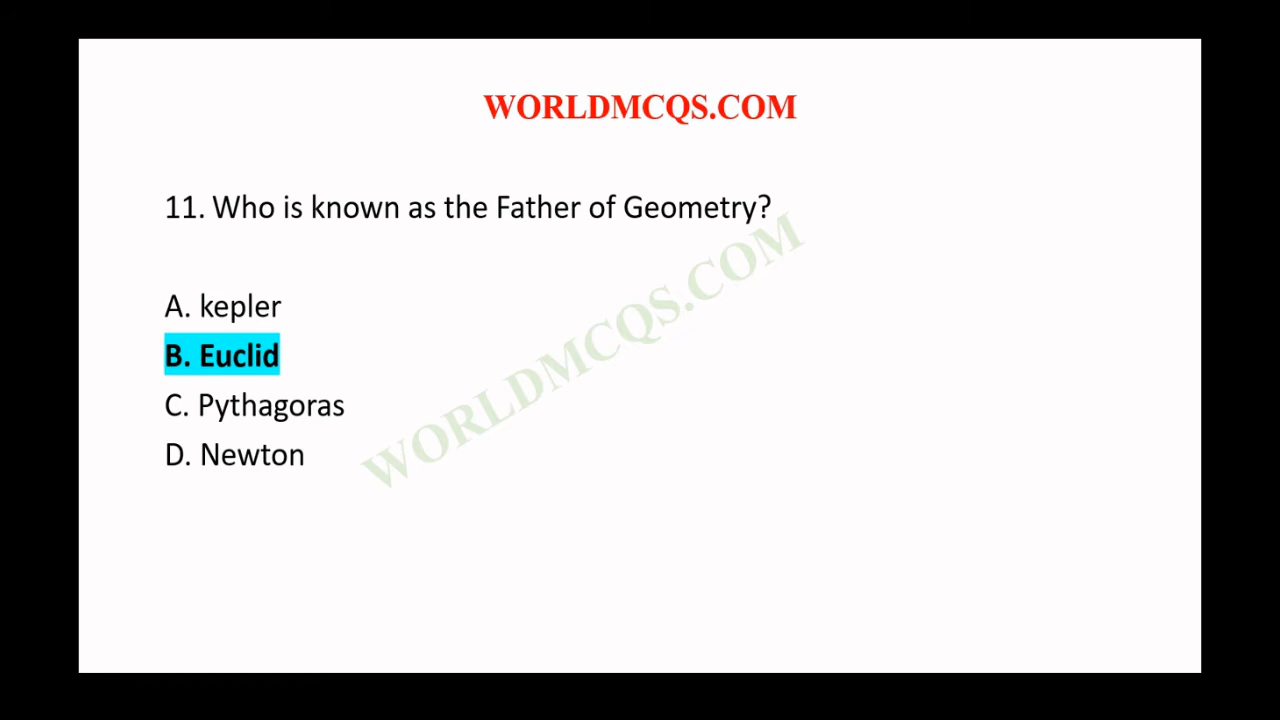 WORLDMCQS.COM
11. Who is known as the Father of Geometry?
A. kepler
B. Euclid
C. Pythagoras
D. Newton
WORLDMCQS.COM